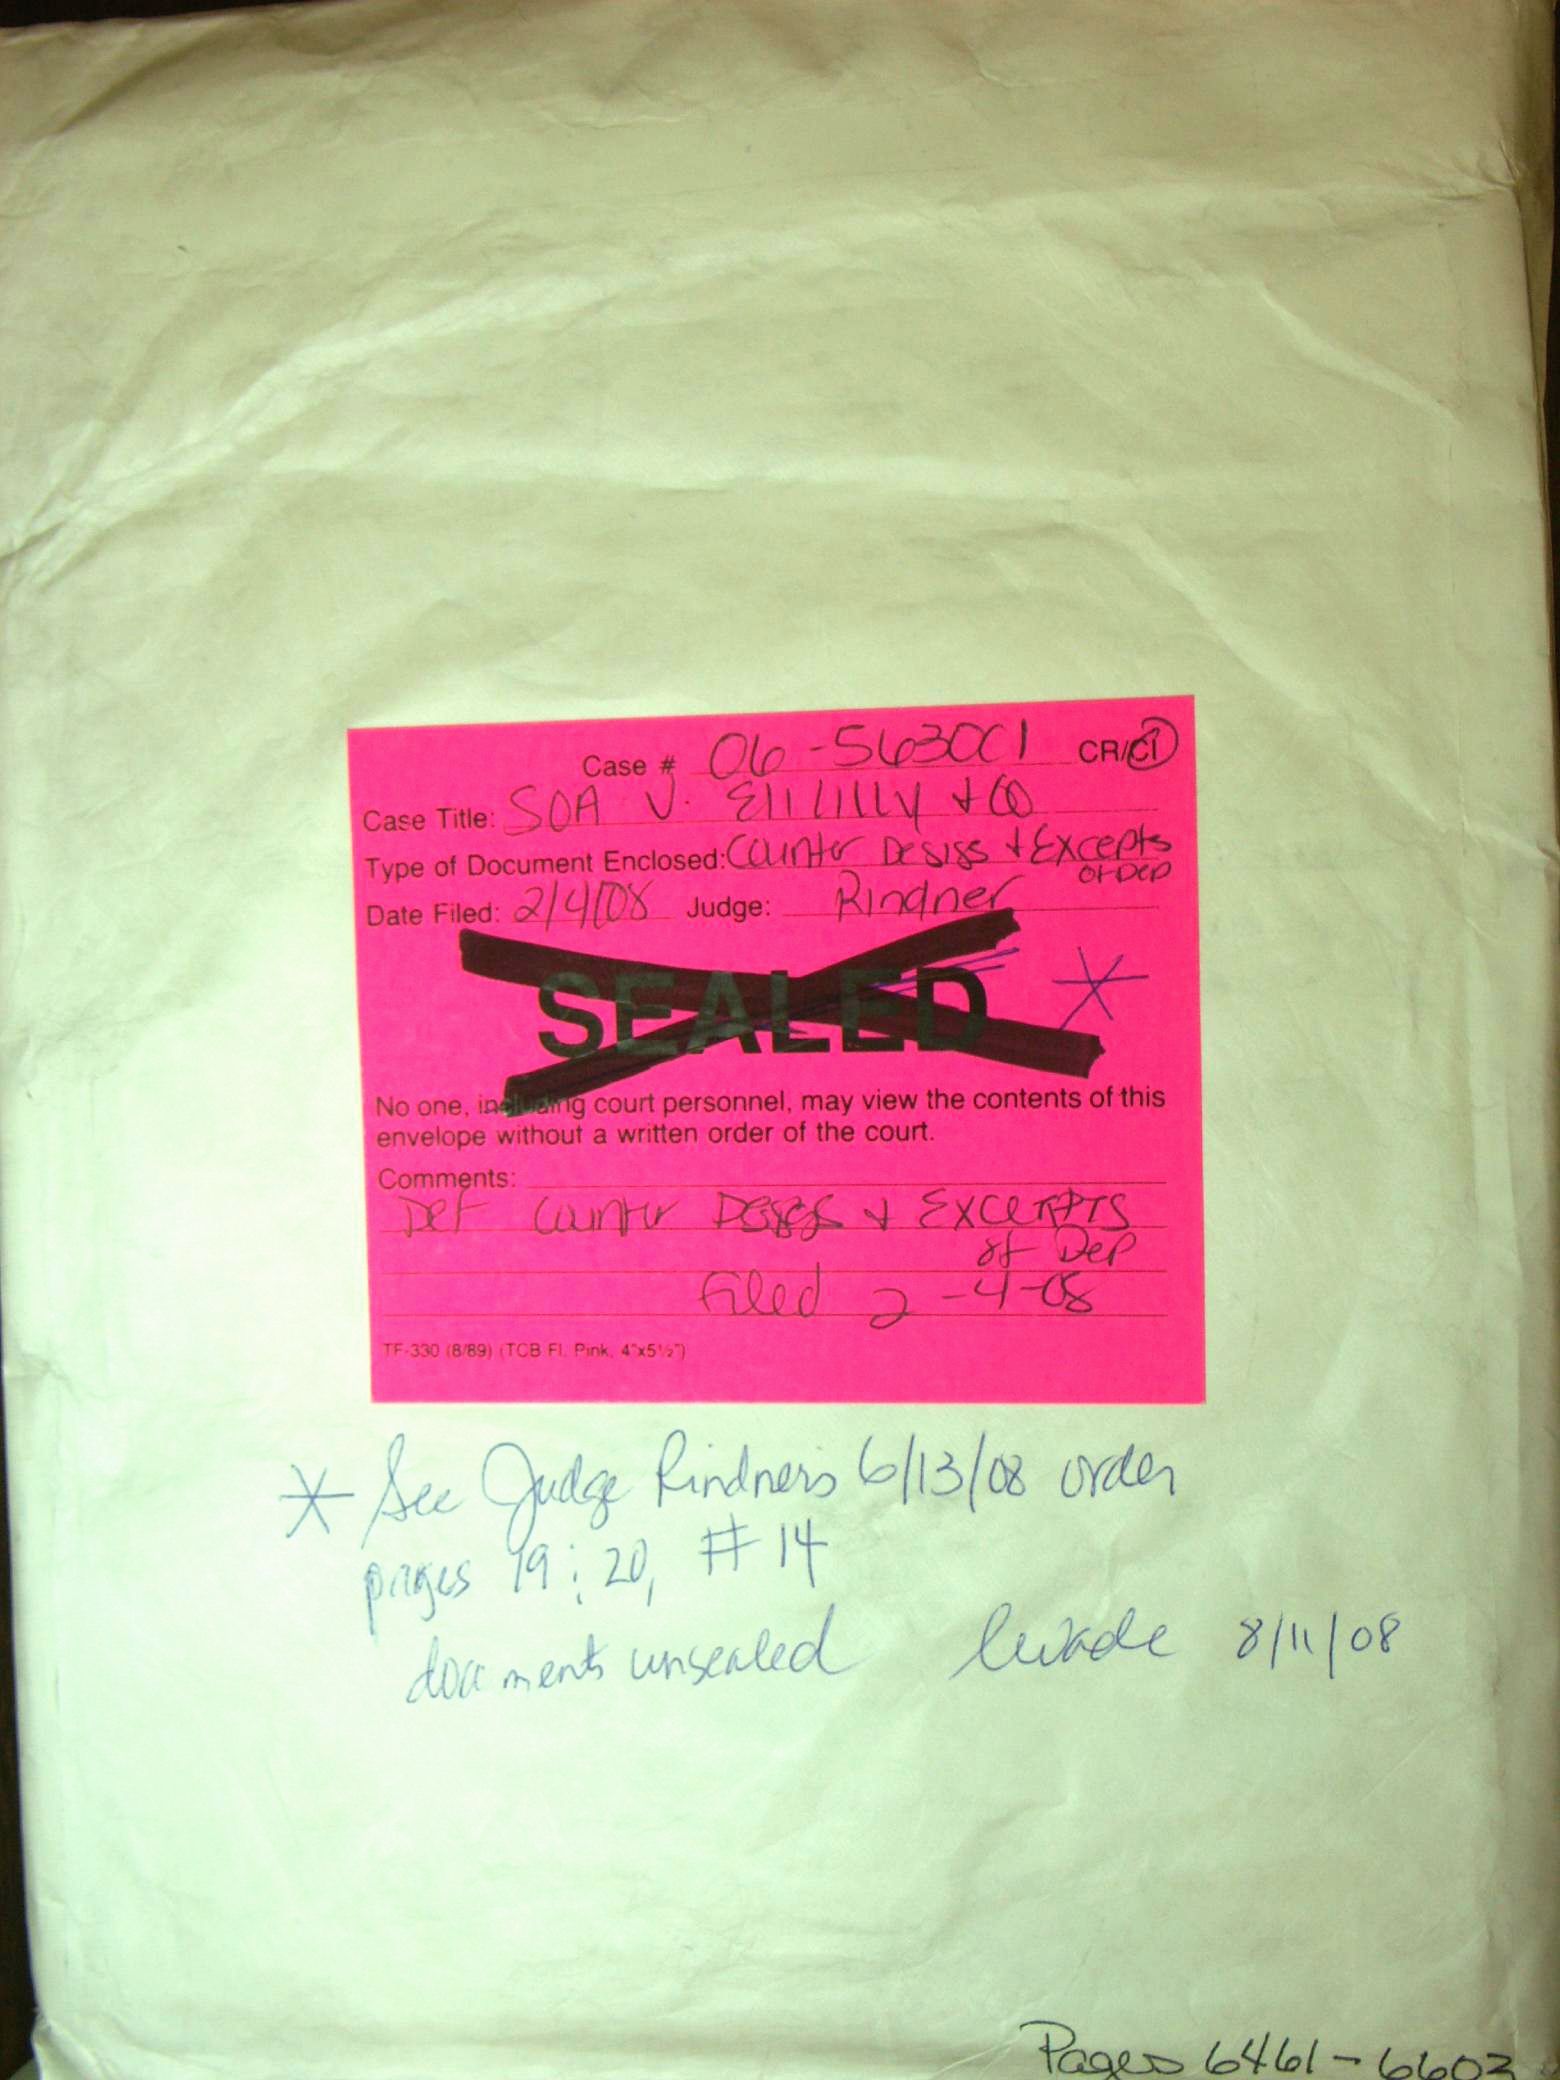 Case # 06-5630CI CR/CI
Case Title: SOA v. Eli Lilly + Co
Type of Document Enclosed: Counter Desigs + Excepts
of Dep
Date Filed: 2/4/08 Judge: Rindner
SEALED *
No one, including court personnel, may view the contents of this
envelope without a written order of the court.
Comments:
Def Counter Desigs + Excerpts
of Dep
Filed 2-4-08
TF-330 (8/89) (TCB Fl. Pink, 4"x5½")
* See Judge Rindners 6/13/08 order
pages 19 : 20, # 14
documents unsealed lwade 8/11/08
Pages 6461-6603